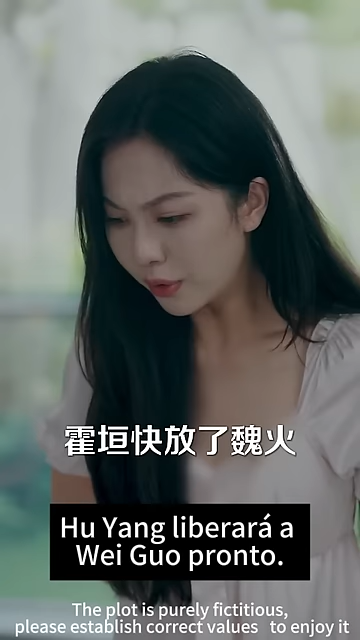 霍垣快放了魏火
Hu Yang liberará a
Wei Guo pronto.
The plot is purely fictitious,
please establish correct values to enjoy it